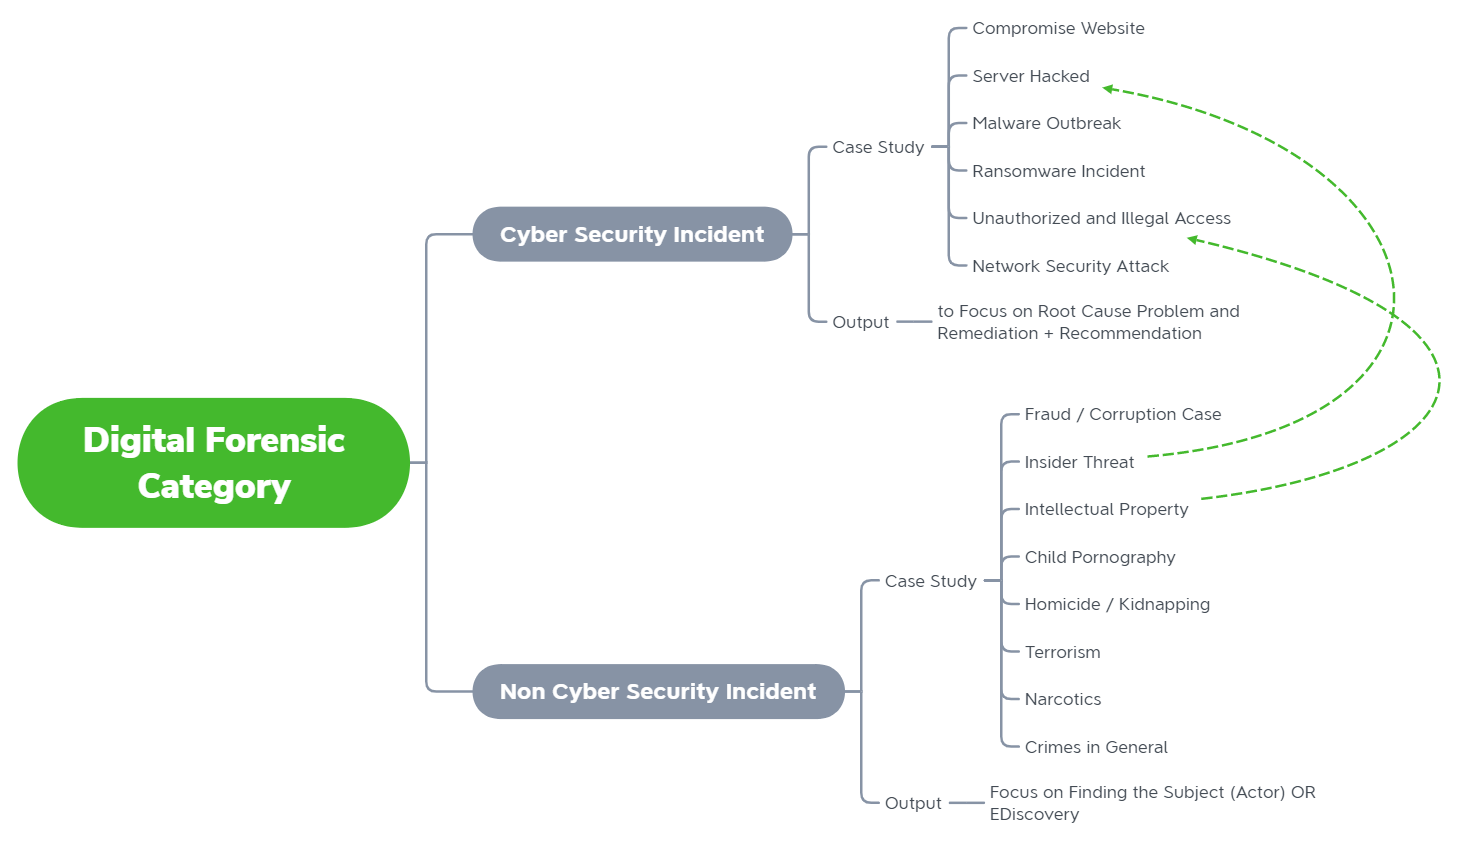 Digital Forensic
Category
Cyber Security Incident
Case Study
Compromise Website
Server Hacked
Malware Outbreak
Ransomware Incident
Unauthorized and Illegal Access
Network Security Attack
Output
to Focus on Root Cause Problem and
Remediation + Recommendation
Non Cyber Security Incident
Case Study
Fraud / Corruption Case
Insider Threat
Intellectual Property
Child Pornography
Homicide / Kidnapping
Terrorism
Narcotics
Crimes in General
Output
Focus on Finding the Subject (Actor) OR
EDiscovery